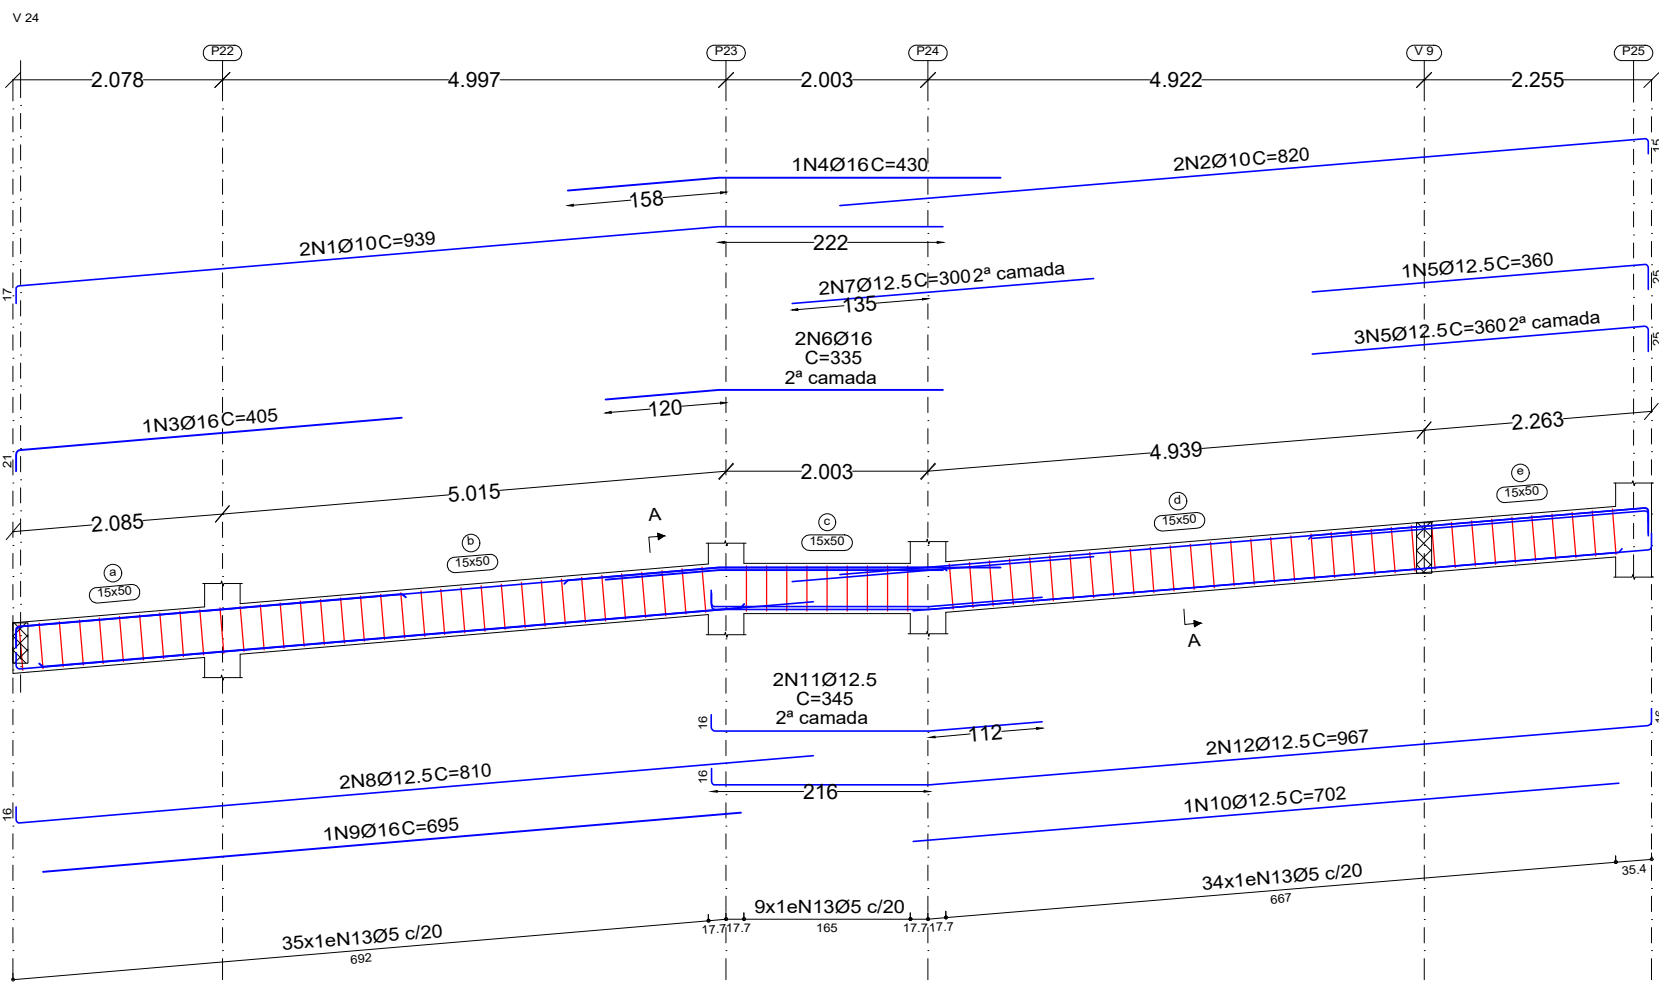 V 24
P22
P23
P24
V 9
P25
2.078
4.997
2.003
4.922
2.255
1N4Ø16C=430
2N2Ø10C=820
15
158
2N1Ø10C=939
222
17
2N7Ø12.5C=300 2ª camada
135
1N5Ø12.5C=360
25
2N6Ø16
C=335
2ª camada
3N5Ø12.5C=360 2ª camada
25
120
1N3Ø16C=405
21
2.263
4.939
2.003
5.015
2.085
A
a
15x50
b
15x50
c
15x50
d
15x50
e
15x50
A
2N11Ø12.5
C=345
2ª camada
16
112
16
2N12Ø12.5C=967
2N8Ø12.5C=810
16
216
16
1N10Ø12.5C=702
1N9Ø16C=695
34x1eN13Ø5 c/20
667
35.4
9x1eN13Ø5 c/20
17.7 17.7
165
17.7 17.7
35x1eN13Ø5 c/20
692